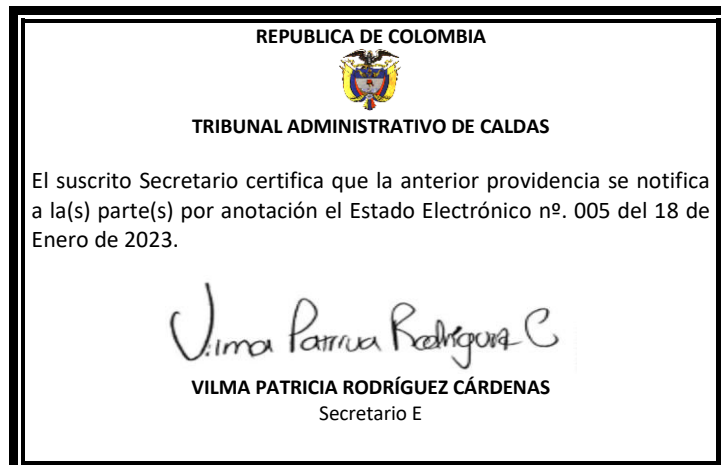 REPUBLICA DE COLOMBIA
TRIBUNAL ADMINISTRATIVO DE CALDAS
El suscrito Secretario certifica que la anterior providencia se notifica
a la(s) parte(s) por anotación el Estado Electrónico nº. 005 del 18 de
Enero de 2023.
Vilma Patricia Rodríguez C
VILMA PATRICIA RODRÍGUEZ CÁRDENAS
Secretario E